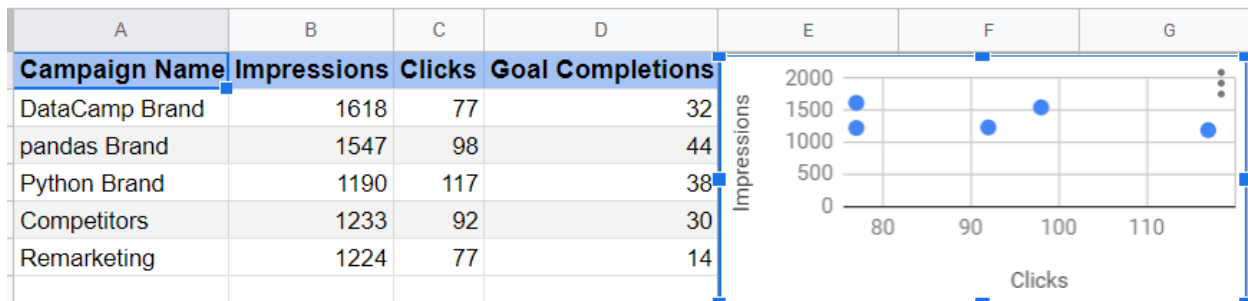 A B C D E F G
Campaign Name Impressions Clicks Goal Completions
DataCamp Brand 1618 77 32
pandas Brand 1547 98 44
Python Brand 1190 117 38
Competitors 1233 92 30
Remarketing 1224 77 14
Impressions
2000
1500
1000
500
0
80 90 100 110
Clicks